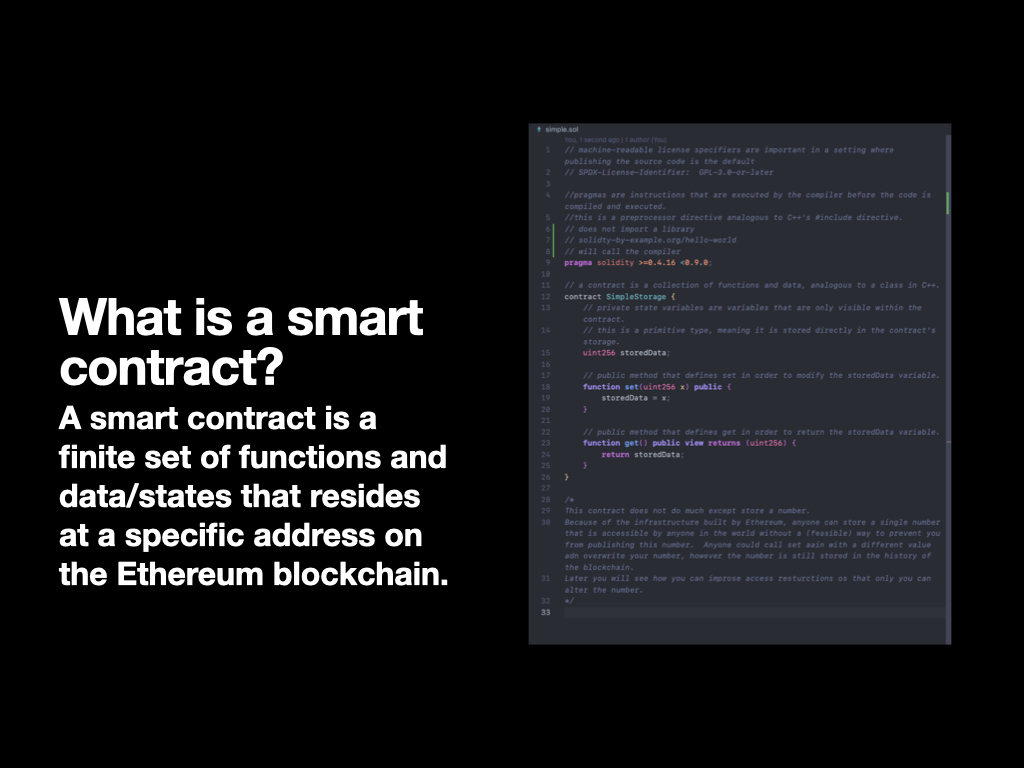 What is a smart
contract?
A smart contract is a
finite set of functions and
data/states that resides
at a specific address on
the Ethereum blockchain.
simple.sol
You, 1 second ago | 1 author (You)
1 // machine-readable license specifiers are important in a setting where
publishing the source code is the default
2 // SPDX-License-Identifier: GPL-3.0-or-later
3
4 //pragmas are instructions that are executed by the compiler before the code is
compiled and executed.
5 //this is a preprocessor directive analogous to C++'s #include directive.
6 // does not import a library
7 // solidty-by-example.org/hello-world
8 // will call the compiler
9 pragma solidity >=0.4.16 <0.9.0;
10
11 // a contract is a collection of functions and data, analogous to a class in C++.
12 contract SimpleStorage {
13 // private state variables are variables that are only visible within the
contract.
14 // this is a primitive type, meaning it is stored directly in the contract's
storage.
15 uint256 storedData;
16
17 // public method that defines set in order to modify the storedData variable.
18 function set(uint256 x) public {
19 storedData = x;
20 }
21
22 // public method that defines get in order to return the storedData variable.
23 function get() public view returns (uint256) {
24 return storedData;
25 }
26 }
27
28 /*
29 This contract does not do much except store a number.
30 Because of the infrastructure built by Ethereum, anyone can store a single number
that is accessible by anyone in the world without a (feasible) way to prevent you
from publishing this number. Anyone could call set aain with a different value
adn overwrite your number, however the number is still stored in the history of
the blockchain.
31 Later you will see how you can improse access resturctions os that only you can
alter the number.
32 */
33